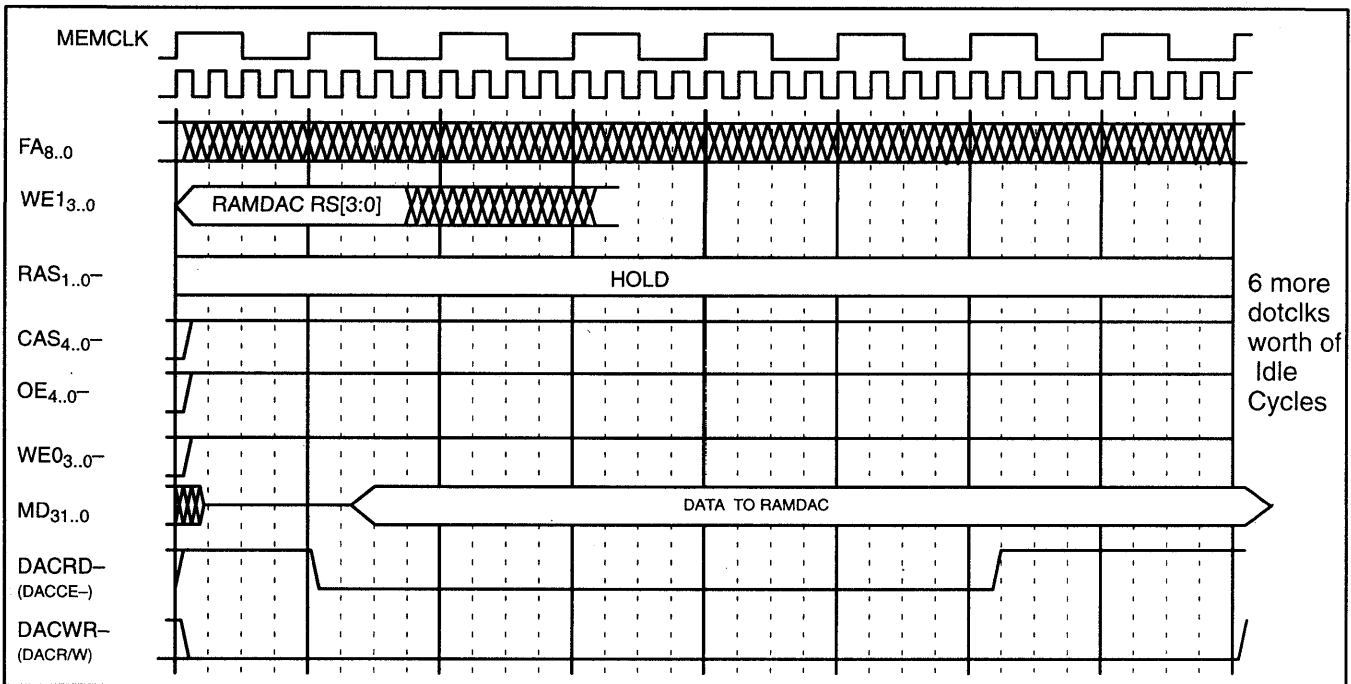 MEMCLK
FA8..0
WE13..0
RAMDAC RS[3:0]
RAS1..0–
HOLD
CAS4..0–
OE4..0–
WE03..0–
MD31..0
DATA TO RAMDAC
DACRD–
(DACCE–)
DACWR–
(DACR/W)
6 more
dotclks
worth of
Idle
Cycles